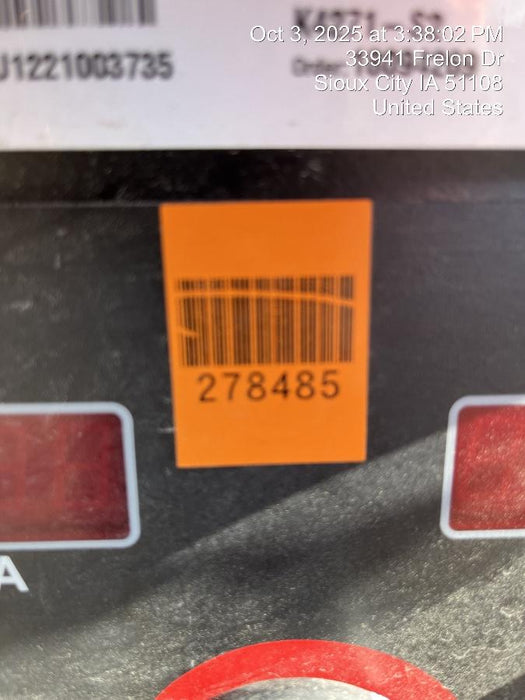 Oct 3, 2025 at 3:38:02 PM
33941 Frelon Dr
Sioux City IA 51108
United States
U1221003735
278485
A